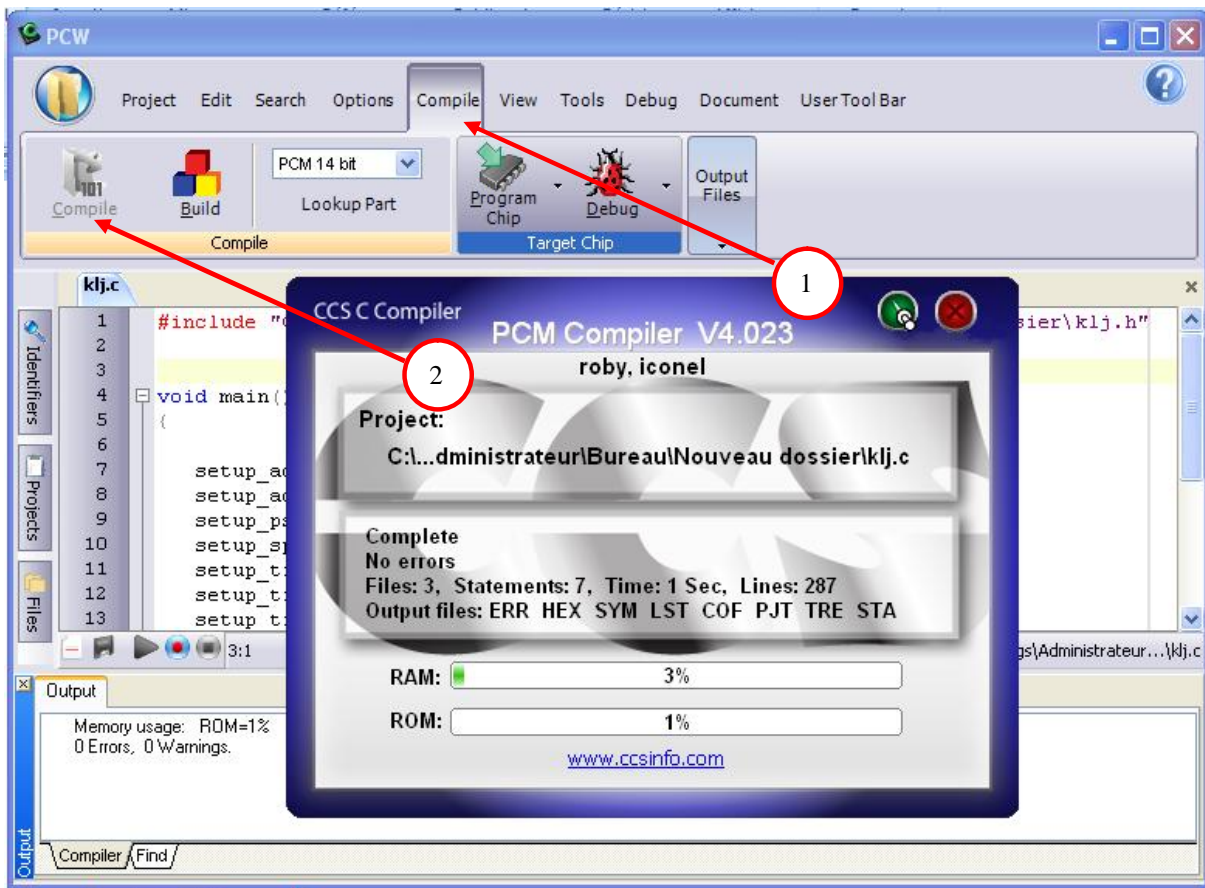 PCW
Project Edit Search Options Compile View Tools Debug Document User Tool Bar
101
Compile
Build
PCM 14 bit
Lookup Part
Program Chip
Debug
Output Files
Compile
Target Chip
1
2
klj.c
Identifiers
Projects
Files
1 #include "
sier\klj.h"
2
3
4 void main()
5 {
6
7 setup_ad
8 setup_ad
9 setup_ps
10 setup_sp
11 setup_ti
12 setup_ti
13 setup_ti
3:1
gs\Administrateur...\klj.c
CCS C Compiler
PCM Compiler V4.023
roby, iconel
Project:
C:\...dministrateur\Bureau\Nouveau dossier\klj.c
Complete
No errors
Files: 3, Statements: 7, Time: 1 Sec, Lines: 287
Output files: ERR HEX SYM LST COF PJT TRE STA
RAM: 3%
ROM: 1%
www.ccsinfo.com
Output
Memory usage: ROM=1%
0 Errors, 0 Warnings.
Output
Compiler Find